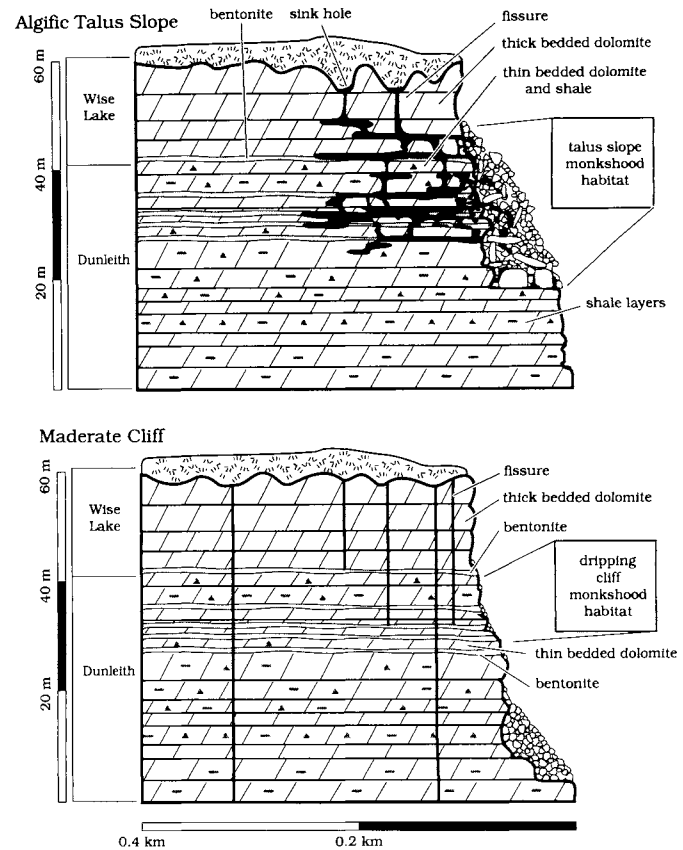 Algific Talus Slope
bentonite
sink hole
fissure
thick bedded dolomite
thin bedded dolomite
and shale
60 m
Wise
Lake
40 m
talus slope
monkshood
habitat
Dunleith
20 m
shale layers
Maderate Cliff
60 m
fissure
thick bedded dolomite
Wise
Lake
bentonite
40 m
dripping
cliff
monkshood
habitat
thin bedded dolomite
Dunleith
bentonite
20 m
0.4 km
0.2 km